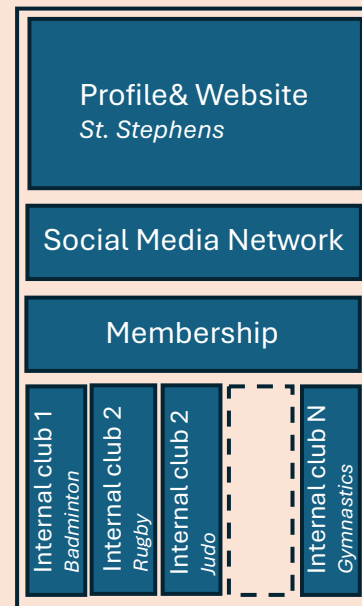 Profile& Website
St. Stephens
Social Media Network
Membership
Internal club 1
Badminton
Internal club 2
Rugby
Internal club 2
Judo
Internal club N
Gymnastics